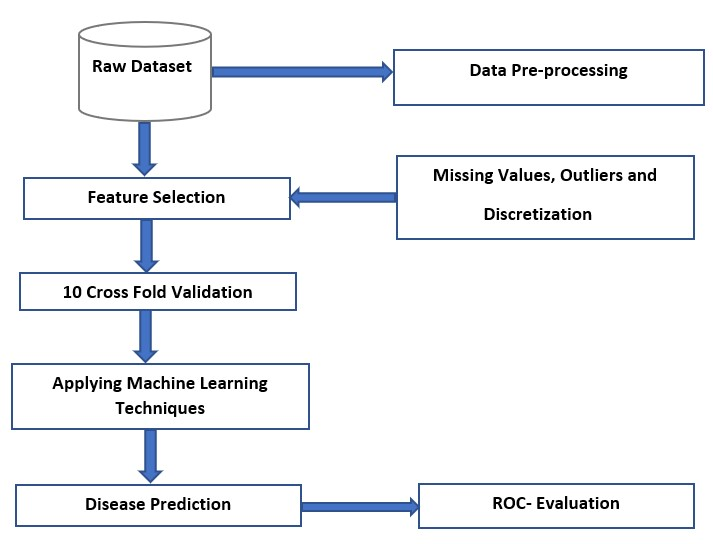 Raw Dataset
Data Pre-processing
Missing Values, Outliers and
Discretization
Feature Selection
10 Cross Fold Validation
Applying Machine Learning
Techniques
Disease Prediction
ROC- Evaluation